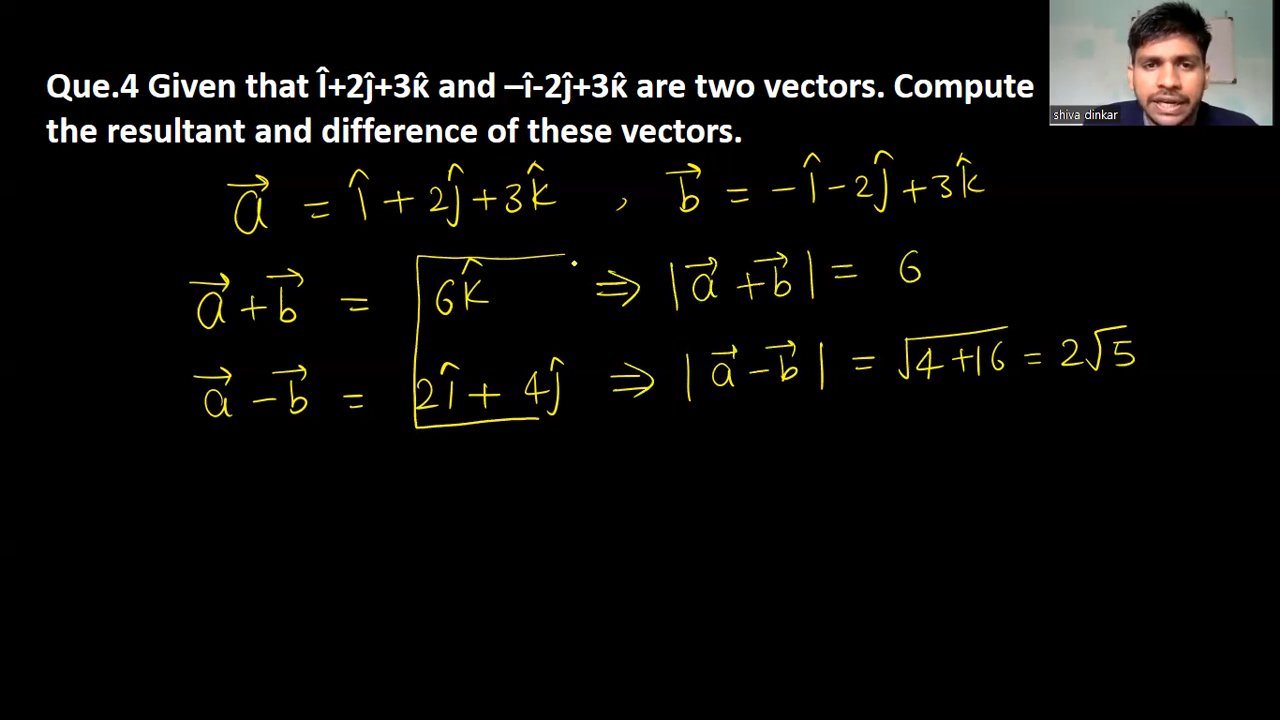 Que.4 Given that Î+2ĵ+3k̂ and –î-2ĵ+3k̂ are two vectors. Compute
the resultant and difference of these vectors.
shiva dinkar
a⃗ = î + 2ĵ + 3k̂ , b⃗ = -î - 2ĵ + 3k̂
a⃗ + b⃗ = 6k̂ ⇒ |a⃗ + b⃗| = 6
a⃗ - b⃗ = 2î + 4ĵ ⇒ |a⃗ - b⃗| = √(4+16) = 2√5